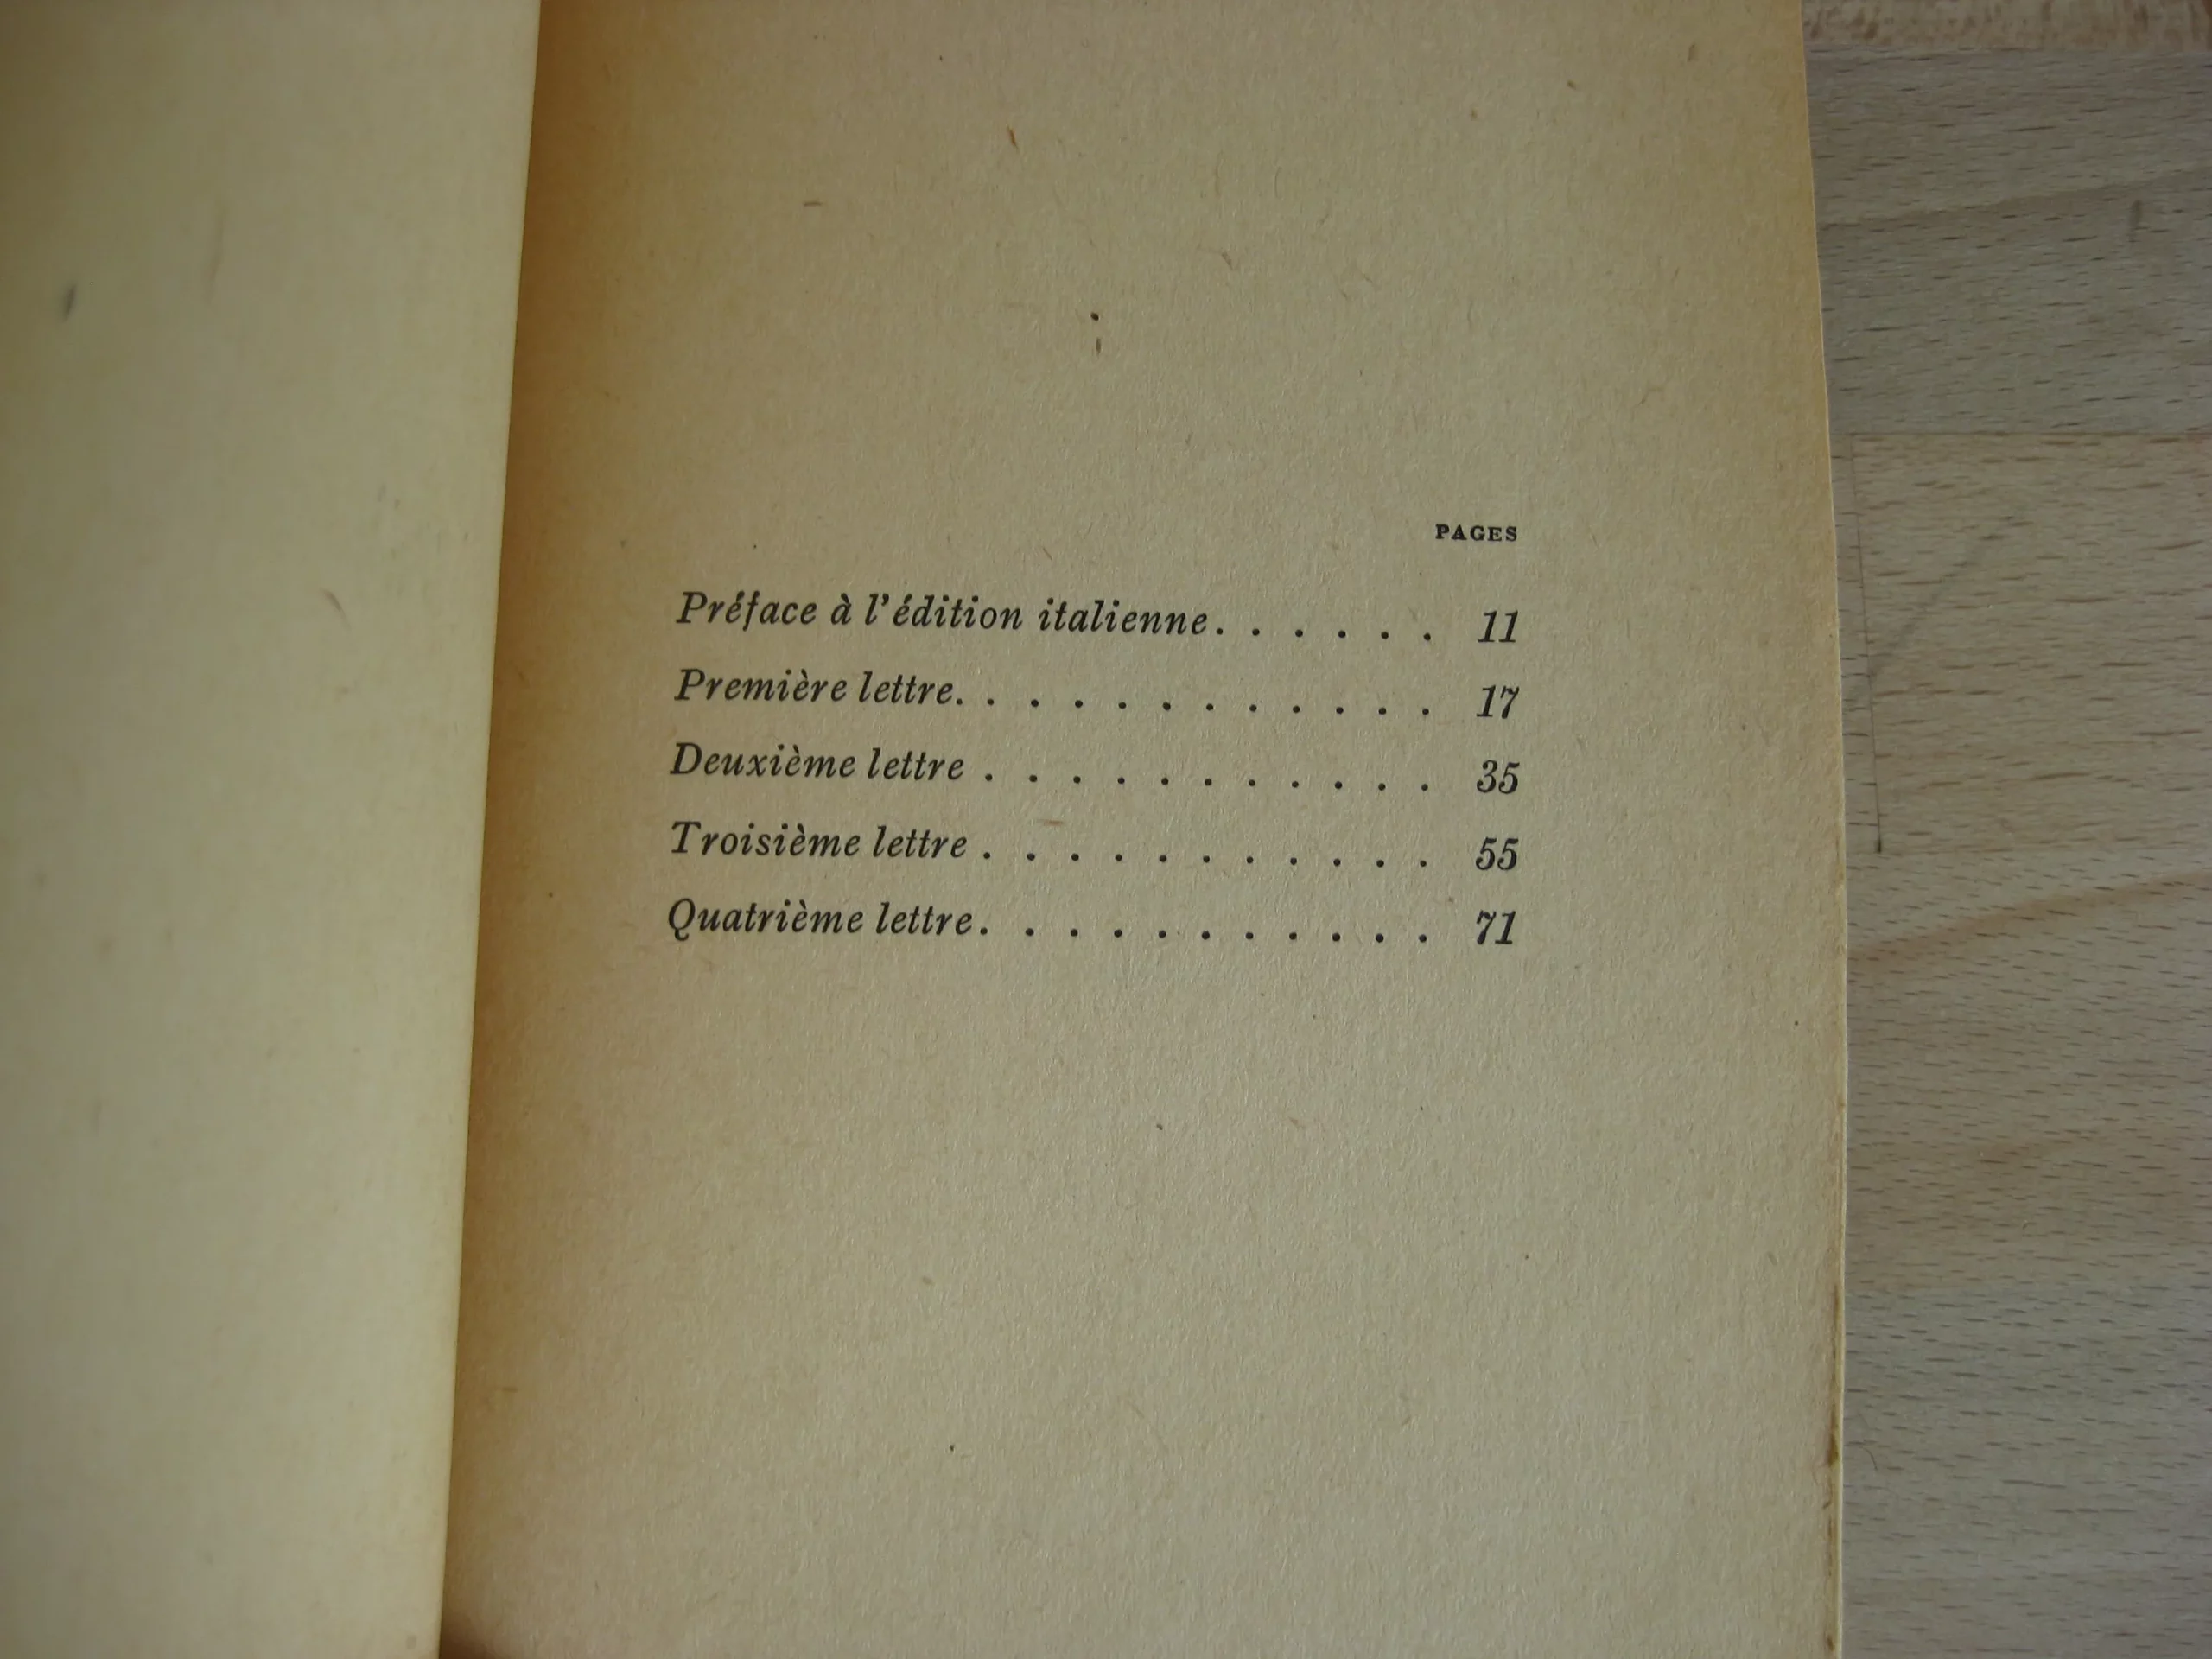 PAGES
Préface à l'édition italienne. . . . . . 11
Première lettre. . . . . . . . . . . . 17
Deuxième lettre . . . . . . . . . . . 35
Troisième lettre . . . . . . . . . . . 55
Quatrième lettre. . . . . . . . . . . 71